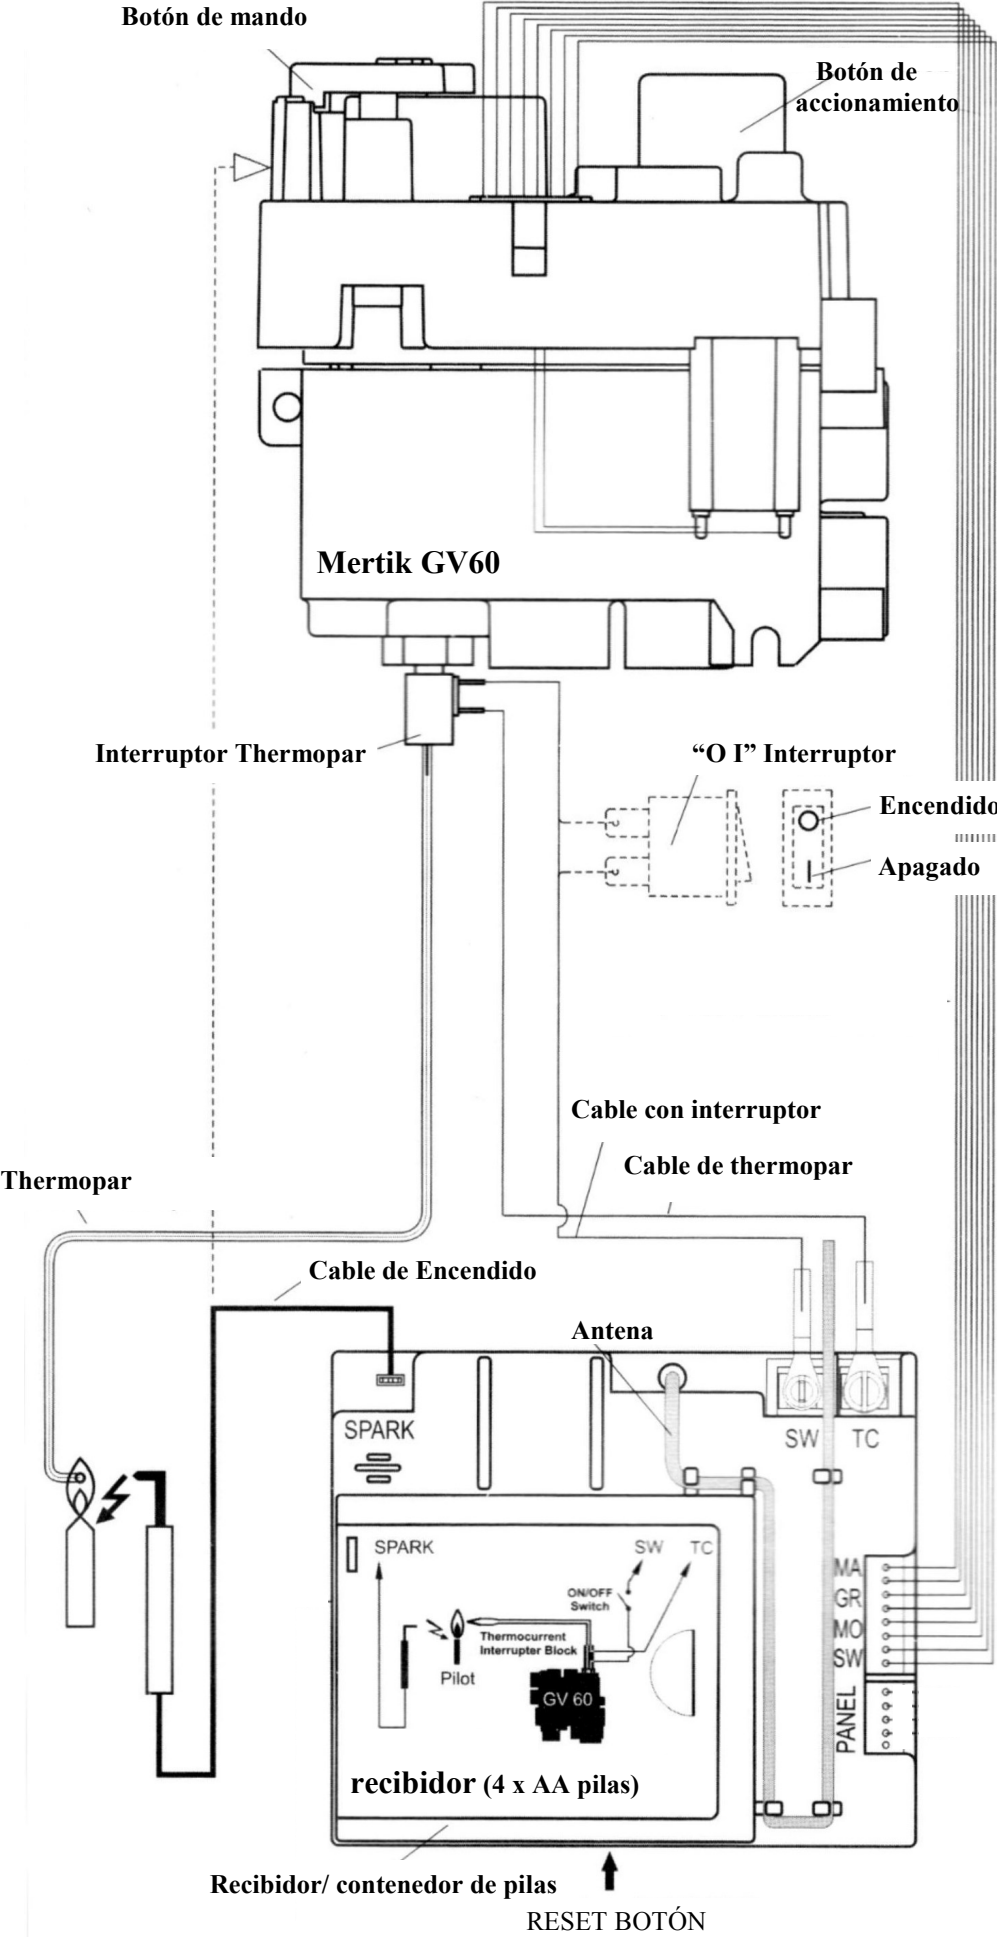 Botón de mando
Botón de
accionamiento
Mertik GV60
Interruptor Thermopar
“O I” Interruptor
Encendido
Apagado
Cable con interruptor
Cable de thermopar
Thermopar
Cable de Encendido
Antena
SPARK
SW TC
SPARK
SW TC
ON/OFF
Switch
Thermocurrent
Interrupter Block
Pilot
GV 60
MA
GR
MO
SW
PANEL
recibidor (4 x AA pilas)
Recibidor/ contenedor de pilas
RESET BOTÓN